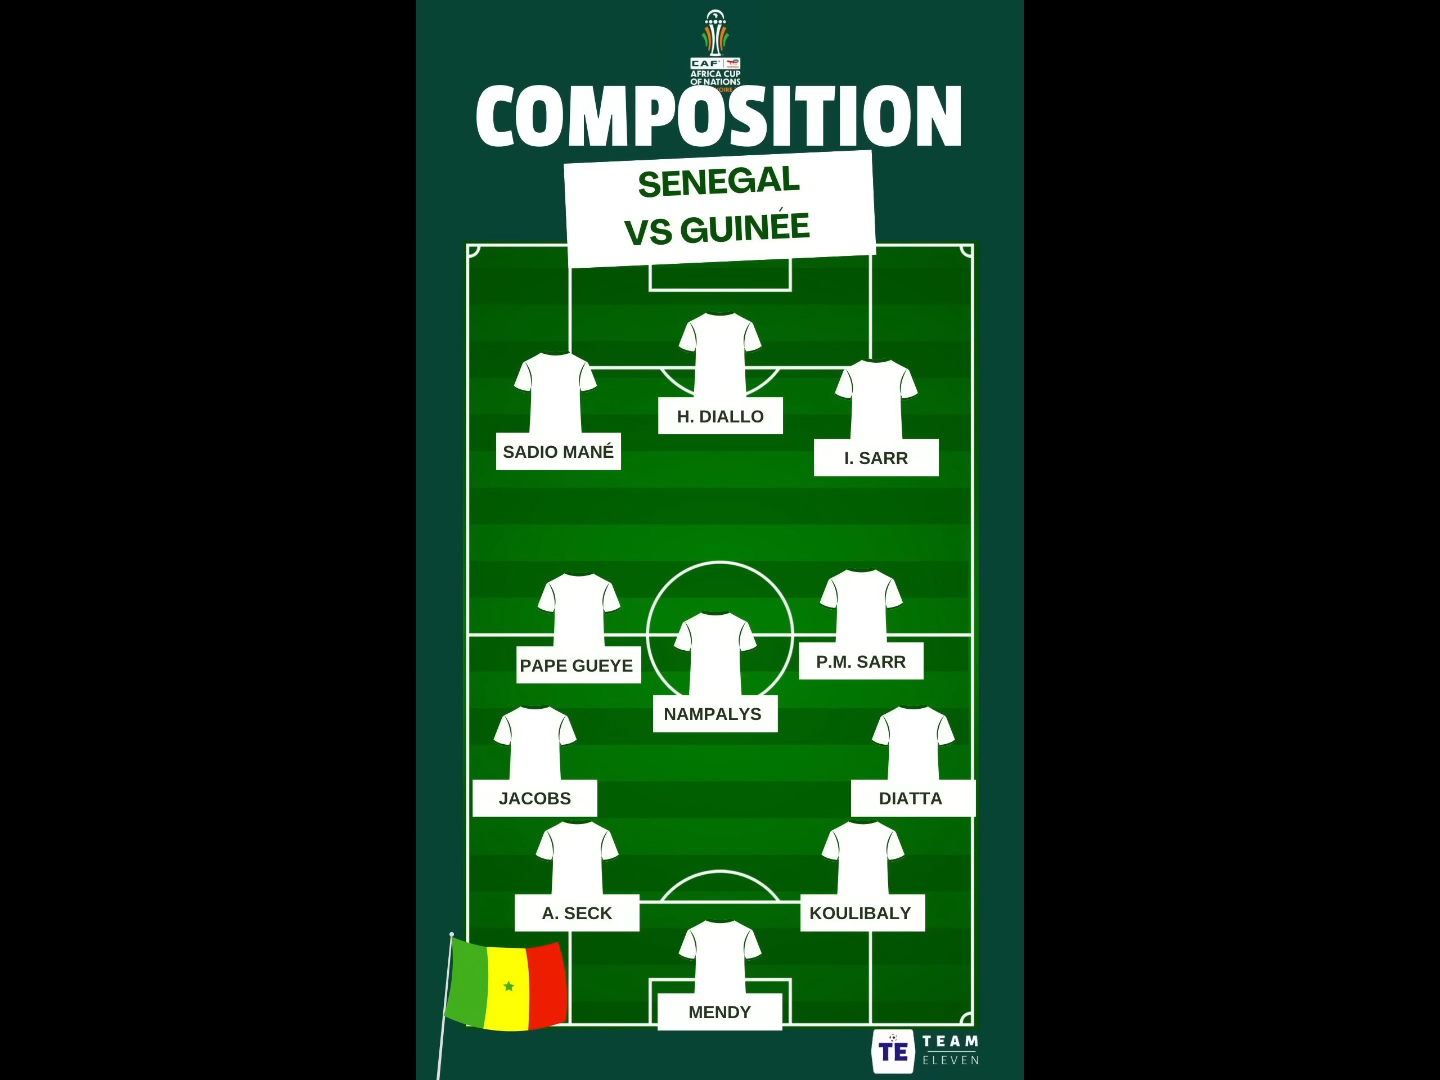 CAF
AFRICA CUP
OF NATIONS
COMPOSITION
SENEGAL
VS GUINÉE
H. DIALLO
SADIO MANÉ
I. SARR
PAPE GUEYE
P.M. SARR
NAMPALYS
JACOBS
DIATTA
A. SECK
KOULIBALY
MENDY
TE
TEAM
ELEVEN